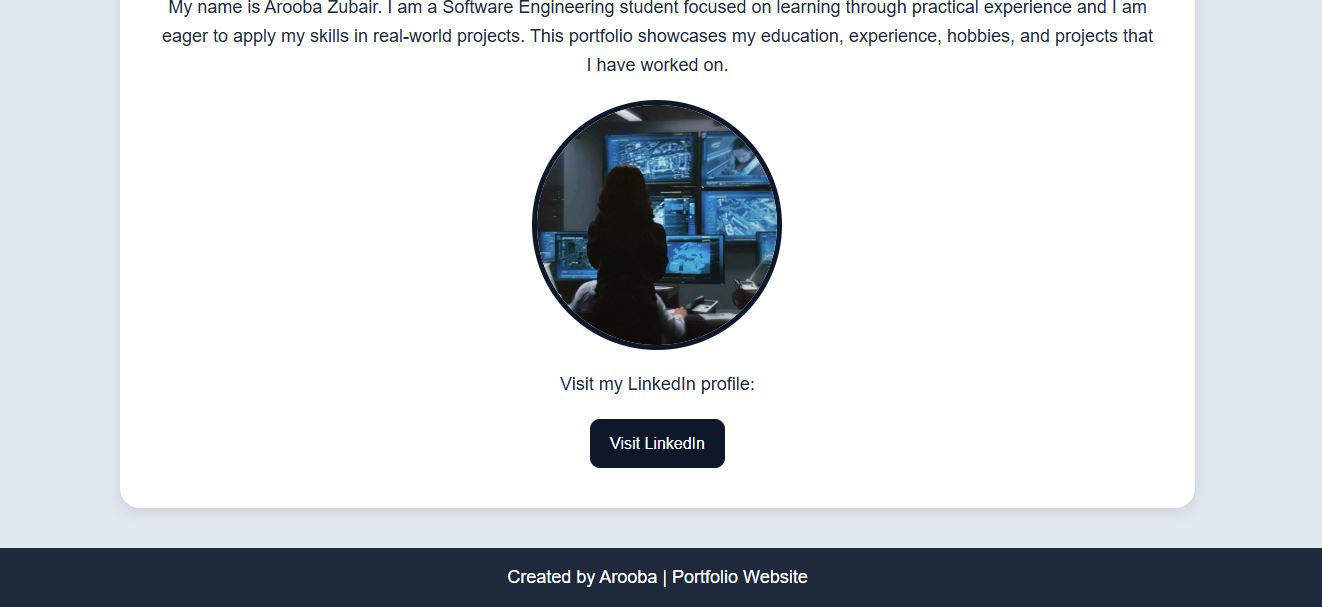 My name is Arooba Zubair. I am a Software Engineering student focused on learning through practical experience and I am
eager to apply my skills in real-world projects. This portfolio showcases my education, experience, hobbies, and projects that
I have worked on.
Visit my LinkedIn profile:
Visit LinkedIn
Created by Arooba | Portfolio Website